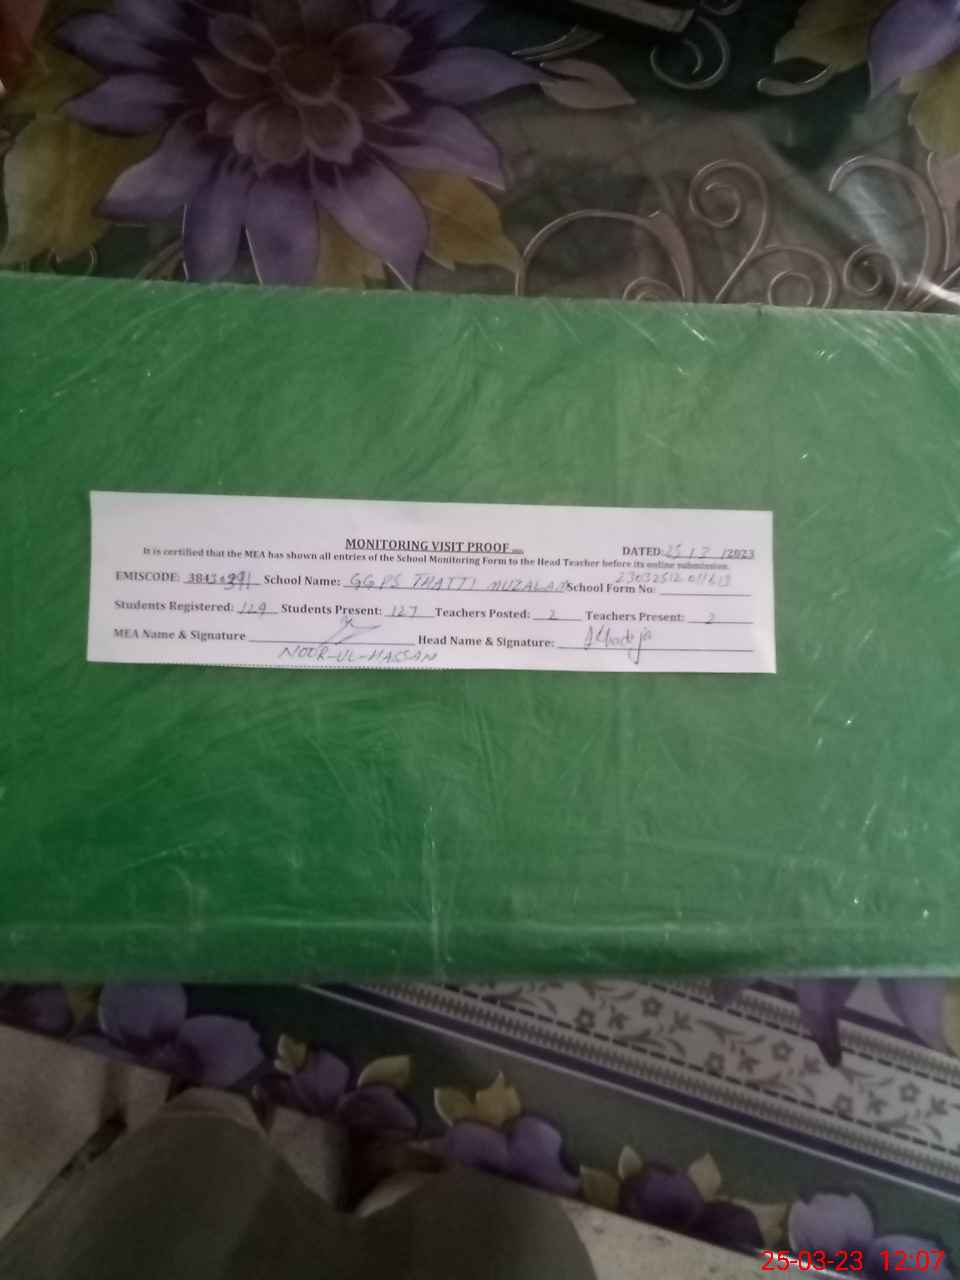 MONITORING VISIT PROOF
DATED 25 / 3 /2023
It is certified that the MEA has shown all entries of the School Monitoring Form to the Head Teacher before its online submission.
EMISCODE: School Name: GGPS THATTI School Form No:
Students Registered: 129 Students Present: 127 Teachers Posted: 2 Teachers Present: 2
MEA Name & Signature Head Name & Signature:
NOOR-UL-HASSAN
25-03-23 12:07